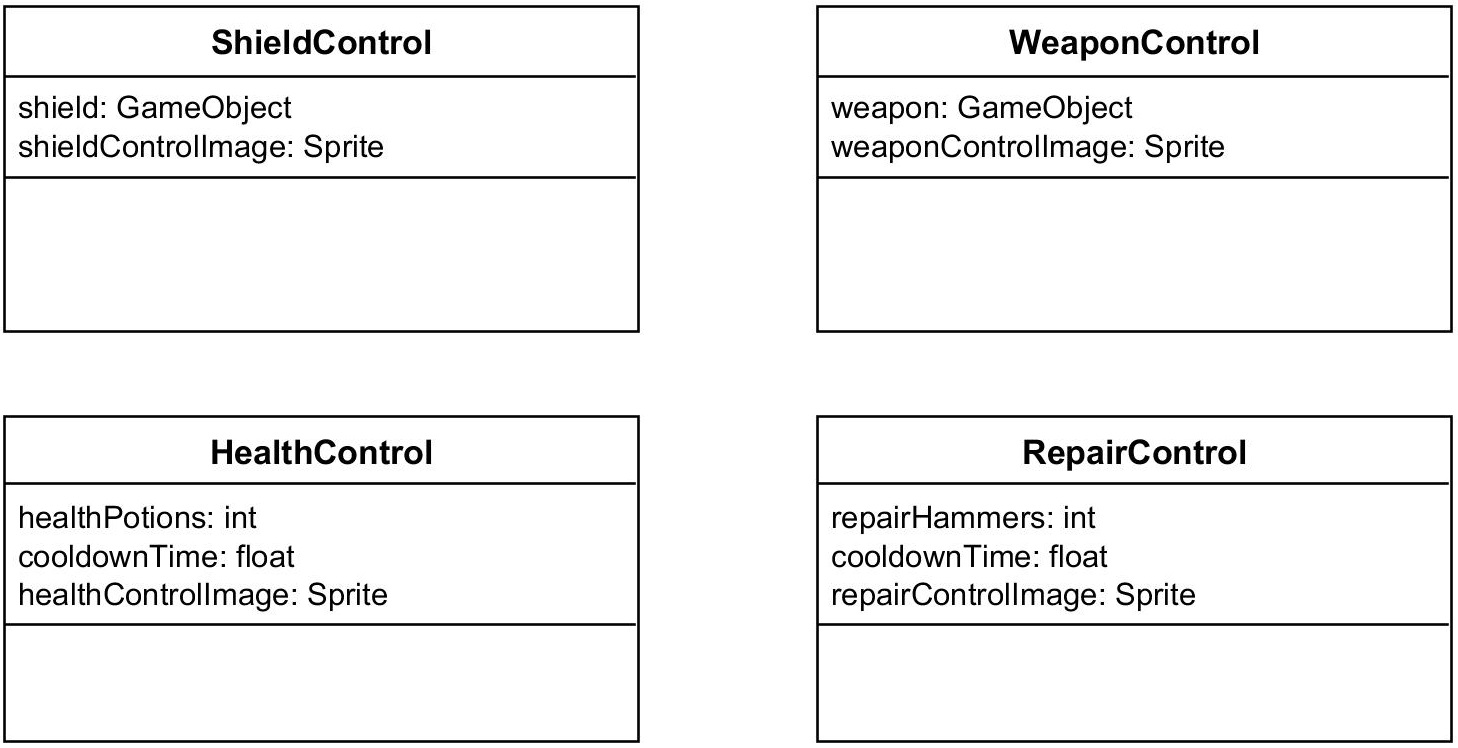 ShieldControl
shield: GameObject
shieldControlImage: Sprite
WeaponControl
weapon: GameObject
weaponControlImage: Sprite
HealthControl
healthPotions: int
cooldownTime: float
healthControlImage: Sprite
RepairControl
repairHammers: int
cooldownTime: float
repairControlImage: Sprite